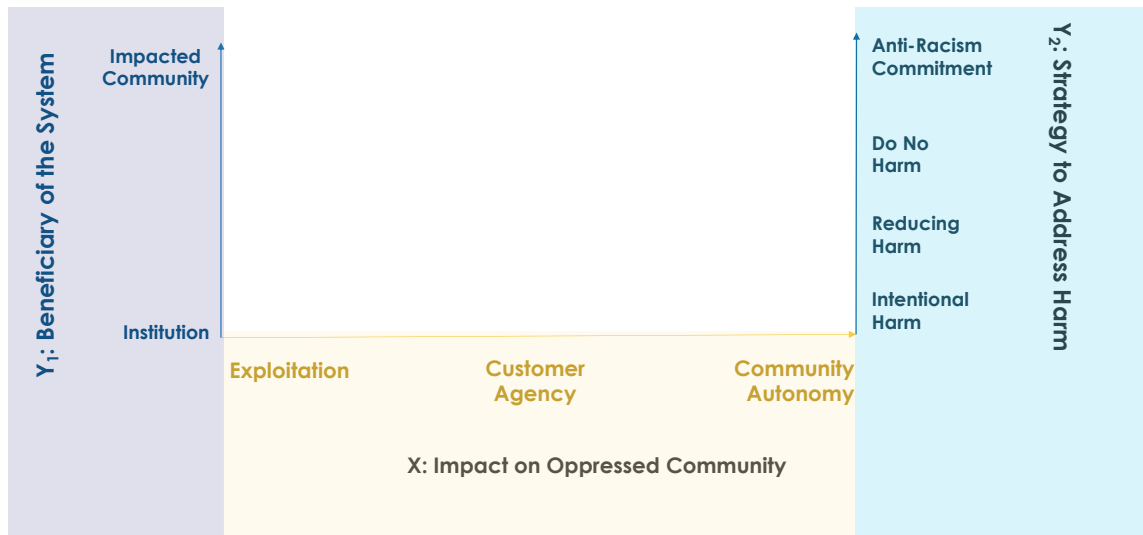 Y₁: Beneficiary of the System
Impacted
Community
Institution
Exploitation
Customer
Agency
Community
Autonomy
X: Impact on Oppressed Community
Anti-Racism
Commitment
Do No
Harm
Reducing
Harm
Intentional
Harm
Y₂: Strategy to Address Harm